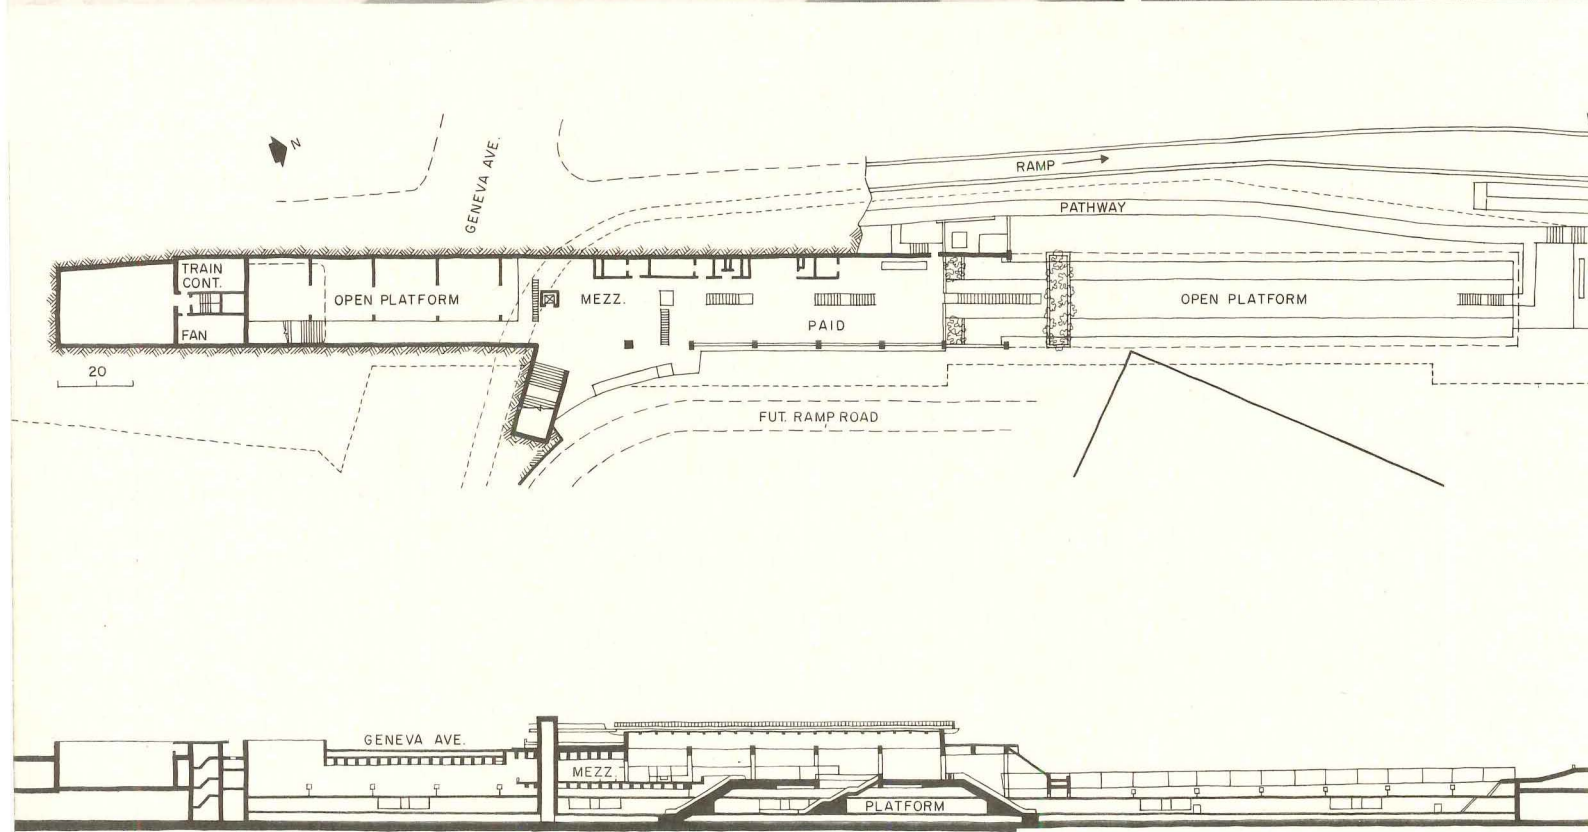 N
GENEVA AVE.
RAMP
PATHWAY
TRAIN
CONT.
OPEN PLATFORM
MEZZ.
OPEN PLATFORM
PAID
FAN
20
FUT. RAMP ROAD
GENEVA AVE.
MEZZ.
PLATFORM